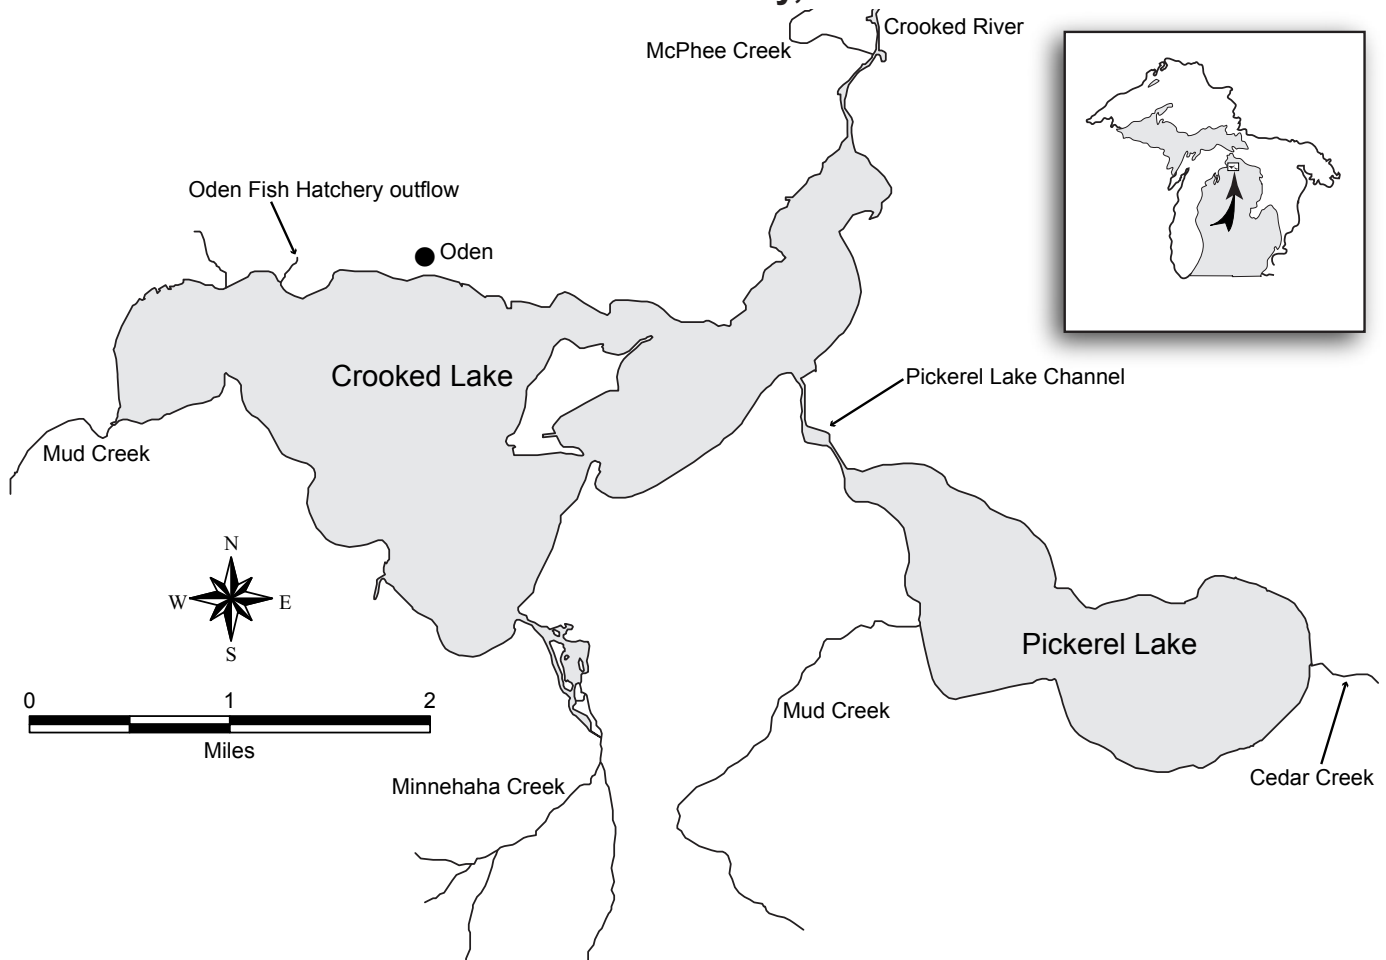 Crooked River
McPhee Creek
Oden Fish Hatchery outflow
Oden
Crooked Lake
Pickerel Lake Channel
Mud Creek
N
W
E
S
Pickerel Lake
0
1
2
Miles
Mud Creek
Minnehaha Creek
Cedar Creek